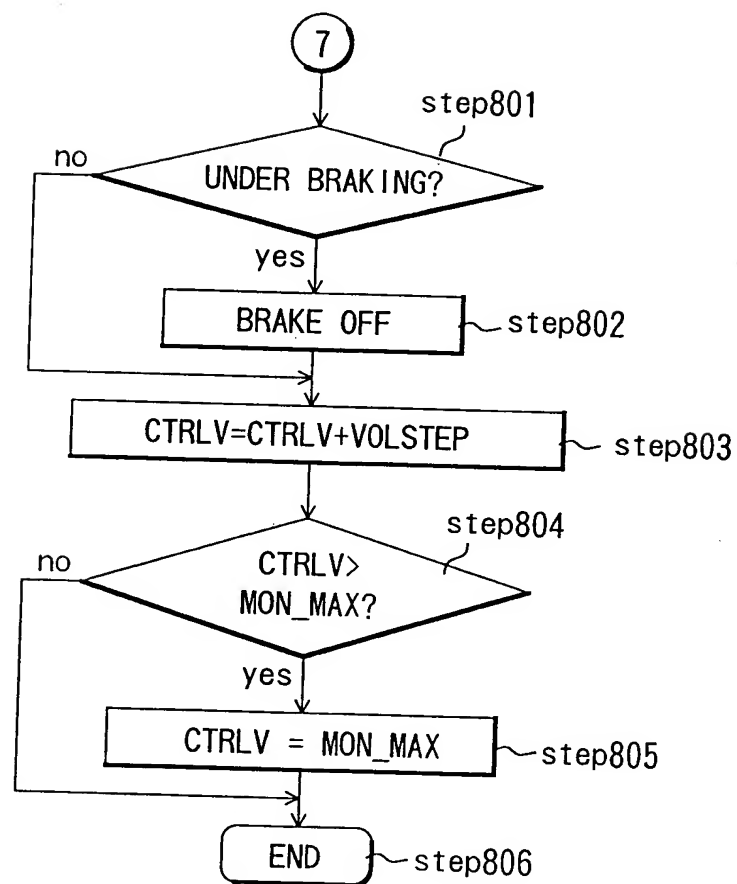 7
step801
no
UNDER BRAKING?
yes
BRAKE OFF
step802
CTRLV=CTRLV+VOLSTEP
step803
step804
no
CTRLV>
MON_MAX?
yes
CTRLV = MON_MAX
step805
END
step806